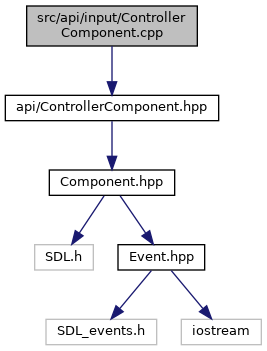 src/api/input/Controller
Component.cpp
api/ControllerComponent.hpp
Component.hpp
SDL.h
Event.hpp
SDL_events.h
iostream